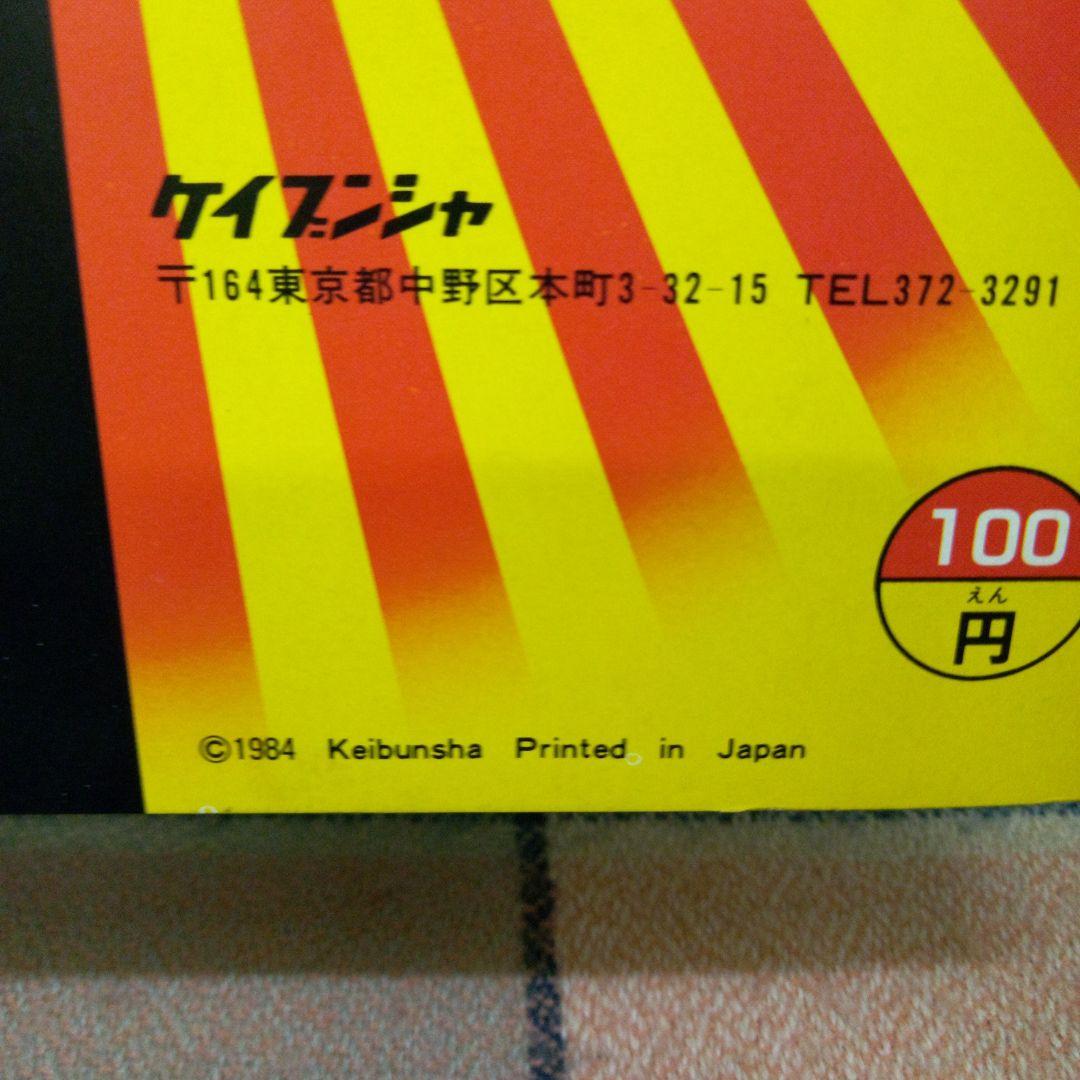 ケイブンシャ
〒164東京都中野区本町3-32-15 TEL372-3291
100
えん
円
©1984 Keibunsha Printed in Japan